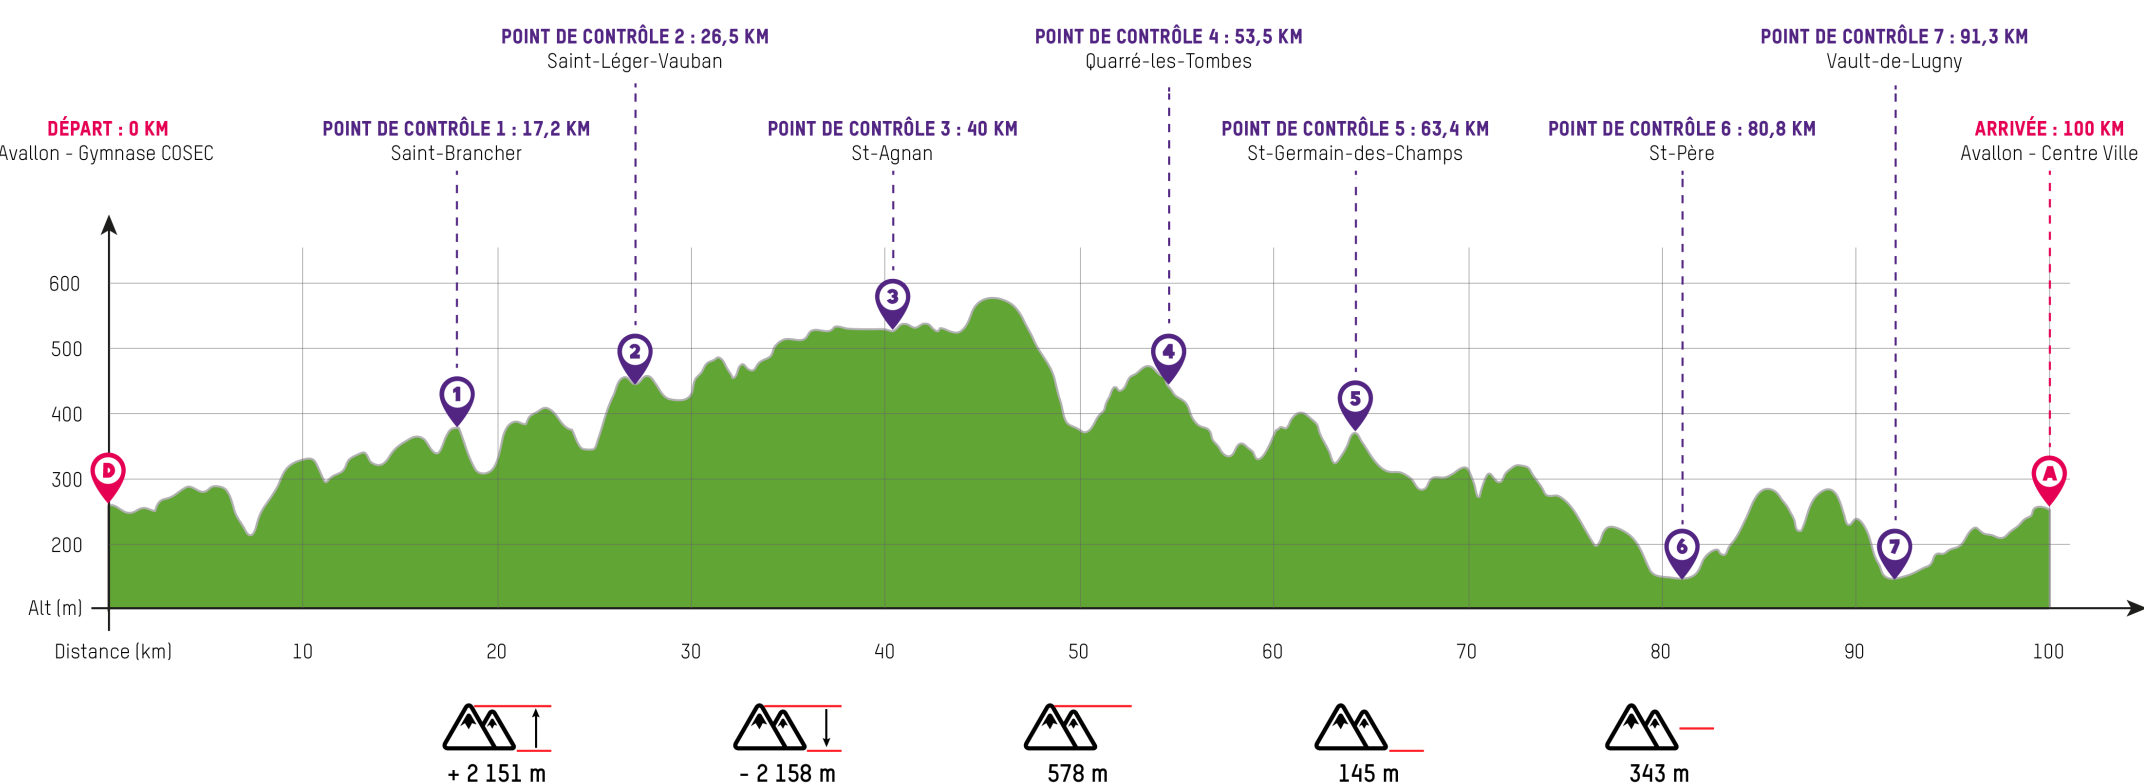 POINT DE CONTRÔLE 2 : 26,5 KM
Saint-Léger-Vauban
POINT DE CONTRÔLE 4 : 53,5 KM
Quarré-les-Tombes
POINT DE CONTRÔLE 7 : 91,3 KM
Vault-de-Lugny
DÉPART : 0 KM
Avallon - Gymnase COSEC
POINT DE CONTRÔLE 1 : 17,2 KM
Saint-Brancher
POINT DE CONTRÔLE 3 : 40 KM
St-Agnan
POINT DE CONTRÔLE 5 : 63,4 KM
St-Germain-des-Champs
POINT DE CONTRÔLE 6 : 80,8 KM
St-Père
ARRIVÉE : 100 KM
Avallon - Centre Ville
600
500
400
300
200
Alt (m)
D
1
2
3
4
5
6
7
A
Distance (km)
10
20
30
40
50
60
70
80
90
100
+ 2 151 m
- 2 158 m
578 m
145 m
343 m